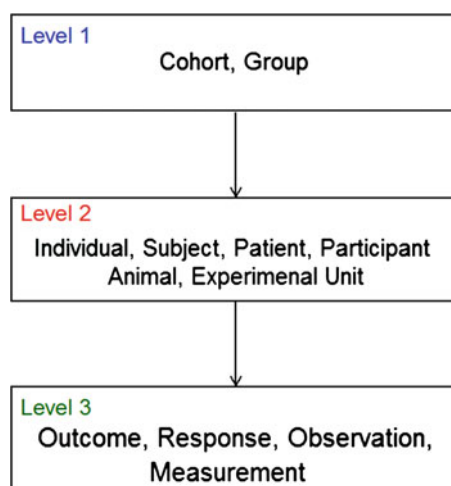 Level 1
Cohort, Group
Level 2
Individual, Subject, Patient, Participant
Animal, Experimenal Unit
Level 3
Outcome, Response, Observation,
Measurement